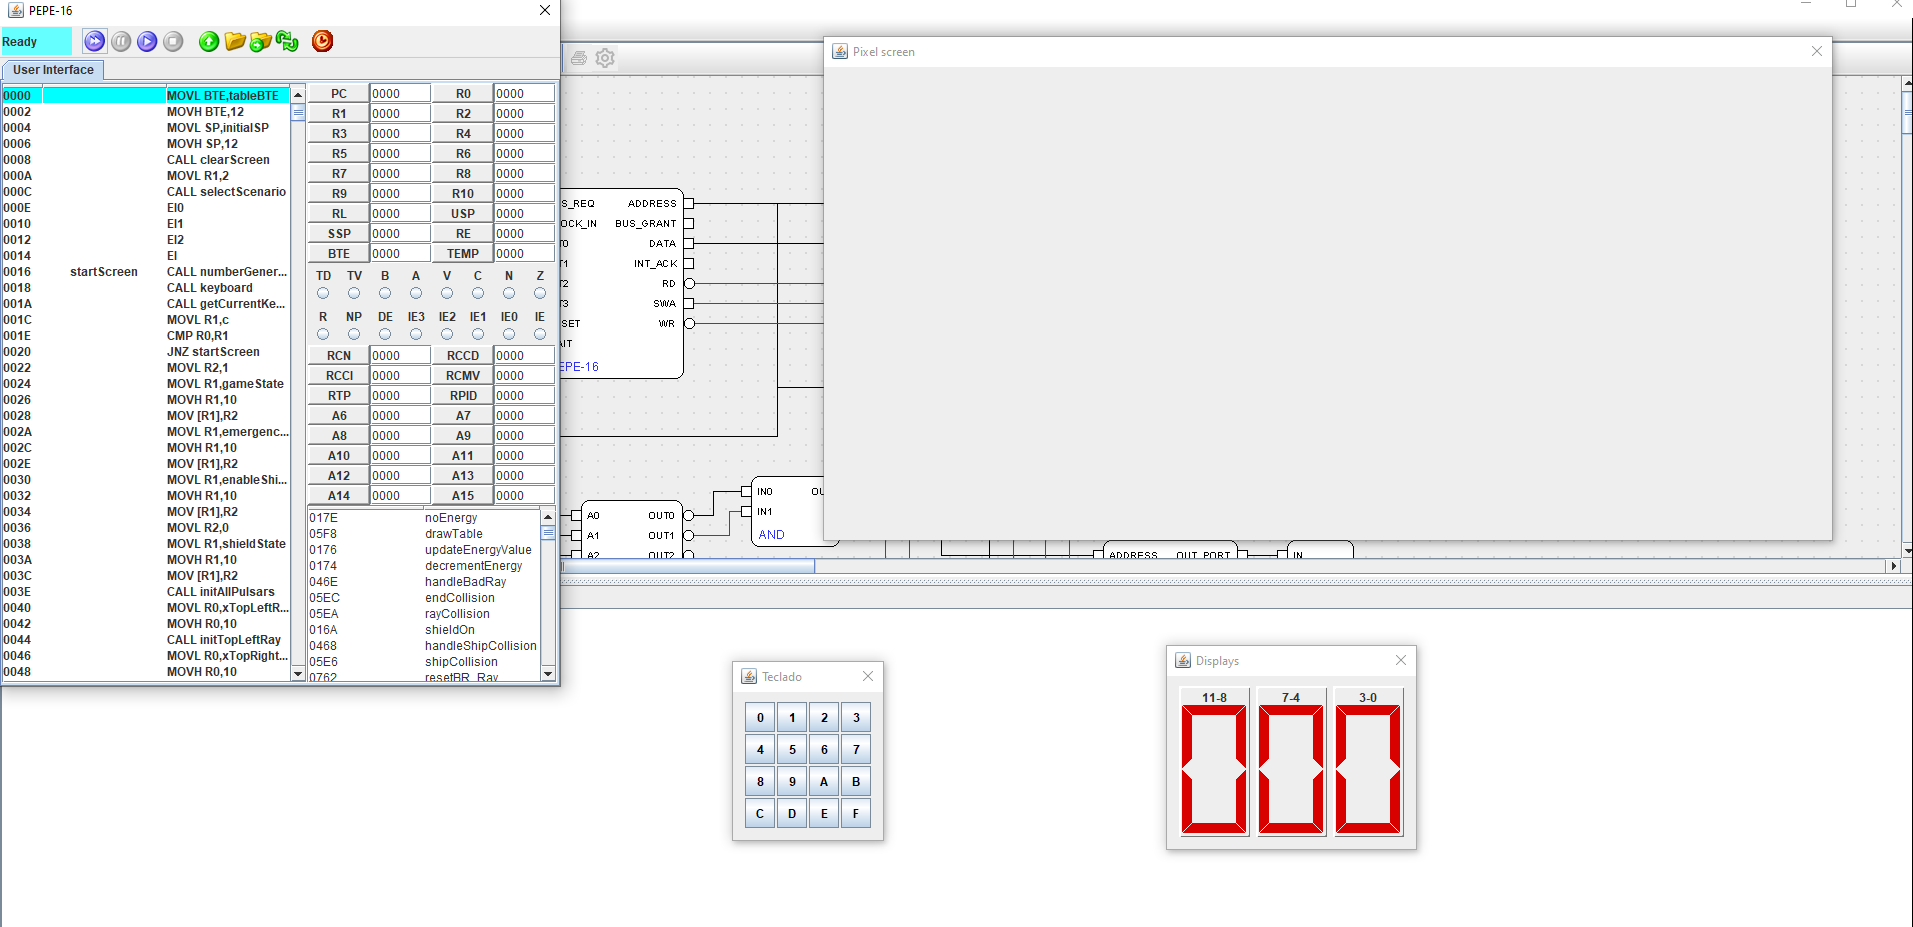 PEPE-16
Ready
User Interface
0000 MOVL BTE,tableBTE
0002 MOVH BTE,12
0004 MOVL SP,initialSP
0006 MOVH SP,12
0008 CALL clearScreen
000A MOVL R1,2
000C CALL selectScenario
000E EI0
0010 EI1
0012 EI2
0014 EI
0016 startScreen CALL numberGener...
0018 CALL keyboard
001A CALL getCurrentKe...
001C MOVL R1,c
001E CMP R0,R1
0020 JNZ startScreen
0022 MOVL R2,1
0024 MOVL R1,gameState
0026 MOVH R1,10
0028 MOV [R1],R2
002A MOVL R1,emergenc...
002C MOVH R1,10
002E MOV [R1],R2
0030 MOVL R1,enableShi...
0032 MOVH R1,10
0034 MOV [R1],R2
0036 MOVL R2,0
0038 MOVL R1,shieldState
003A MOVH R1,10
003C MOV [R1],R2
003E CALL initAllPulsars
0040 MOVL R0,xTopLeftR...
0042 MOVH R0,10
0044 CALL initTopLeftRay
0046 MOVL R0,xTopRight...
0048 MOVH R0,10
PC 0000 R0 0000
R1 0000 R2 0000
R3 0000 R4 0000
R5 0000 R6 0000
R7 0000 R8 0000
R9 0000 R10 0000
RL 0000 USP 0000
SSP 0000 RE 0000
BTE 0000 TEMP 0000
TD TV B A V C N Z
R NP DE IE3 IE2 IE1 IE0 IE
RCN 0000 RCCD 0000
RCCI 0000 RCMV 0000
RTP 0000 RPID 0000
A6 0000 A7 0000
A8 0000 A9 0000
A10 0000 A11 0000
A12 0000 A13 0000
A14 0000 A15 0000
017E noEnergy
05F8 drawTable
0176 updateEnergyValue
0174 decrementEnergy
046E handleBadRay
05EC endCollision
05EA rayCollision
016A shieldOn
0468 handleShipCollision
05E6 shipCollision
0762 resetBR_Ray
S_REQ ADDRESS
OCK_IN BUS_GRANT
T0 DATA
T1 INT_ACK
T2 RD
T3 SWA
SET WR
AIT
EPE-16
A0 OUT0
A1 OUT1
A2 OUT2
IN0 OU
IN1
AND
Pixel screen
ADDRESS OUT_PORT
IN
Teclado
0 1 2 3
4 5 6 7
8 9 A B
C D E F
Displays
11-8 7-4 3-0
0 0 0